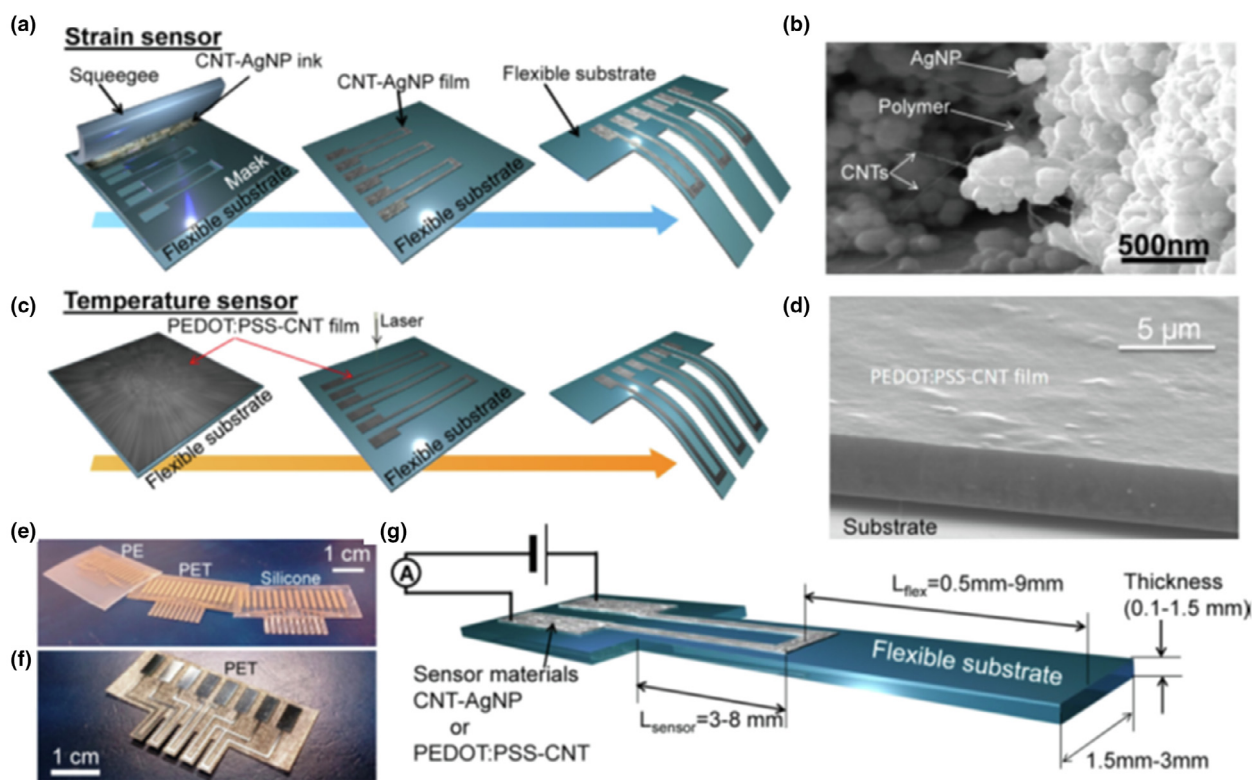 (a)
Strain sensor
Squeegee
CNT-AgNP ink
CNT-AgNP film
Flexible substrate
Mask
Flexible substrate
Flexible substrate
(b)
AgNP
Polymer
CNTs
500nm
(c)
Temperature sensor
PEDOT:PSS-CNT film
Laser
Flexible substrate
Flexible substrate
(d)
5 μm
PEDOT:PSS-CNT film
Substrate
(e)
PE
PET
Silicone
1 cm
(f)
PET
1 cm
(g)
A
Lflex=0.5mm-9mm
Thickness
(0.1-1.5 mm)
Flexible substrate
Sensor materials
CNT-AgNP
or
PEDOT:PSS-CNT
Lsensor=3-8 mm
1.5mm-3mm